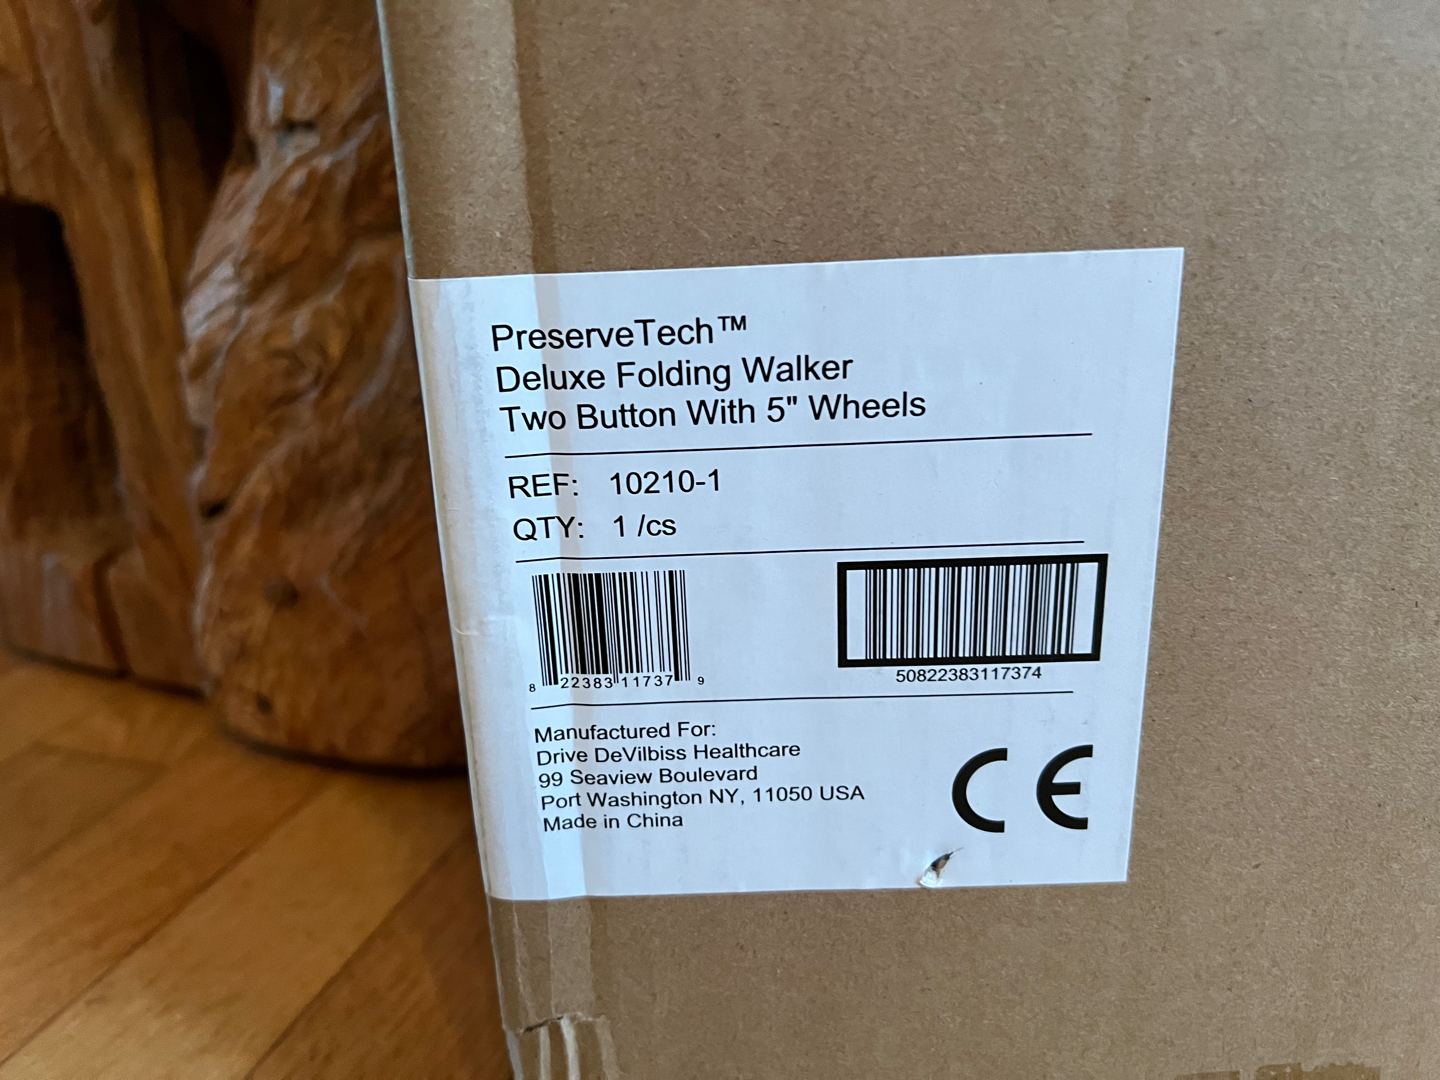 PreserveTech™
Deluxe Folding Walker
Two Button With 5" Wheels
REF: 10210-1
QTY: 1 /cs
8 22383 11737 9
50822383117374
Manufactured For:
Drive DeVilbiss Healthcare
99 Seaview Boulevard
Port Washington NY, 11050 USA
Made in China
CE